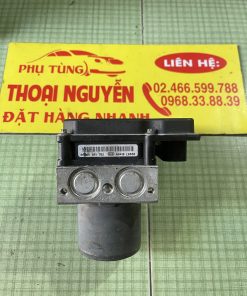 PHỤ TÙNG
THOẠI NGUYỄN
ĐẶT HÀNG NHANH
LIÊN HỆ:
02.466.599.788
0968.33.88.39